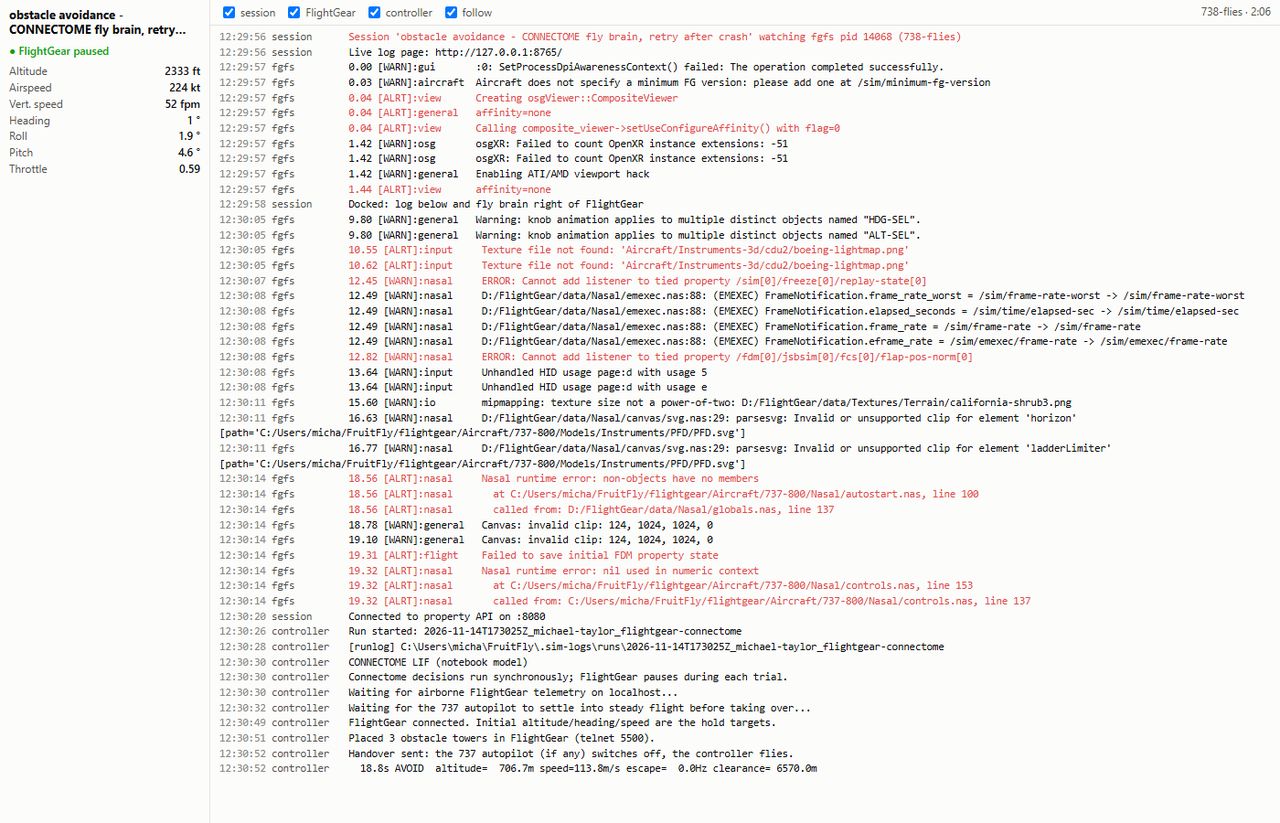 obstacle avoidance -
CONNECTOME fly brain, retry...
● FlightGear paused
Altitude 2333 ft
Airspeed 224 kt
Vert. speed 52 fpm
Heading 1 °
Roll 1.9 °
Pitch 4.6 °
Throttle 0.59
session FlightGear controller follow 738-flies · 2:06
12:29:56 session Session 'obstacle avoidance - CONNECTOME fly brain, retry after crash' watching fgfs pid 14068 (738-flies)
12:29:56 session Live log page: http://127.0.0.1:8765/
12:29:57 fgfs 0.00 [WARN]:gui :0: SetProcessDpiAwarenessContext() failed: The operation completed successfully.
12:29:57 fgfs 0.03 [WARN]:aircraft Aircraft does not specify a minimum FG version: please add one at /sim/minimum-fg-version
12:29:57 fgfs 0.04 [ALRT]:view Creating osgViewer::CompositeViewer
12:29:57 fgfs 0.04 [ALRT]:general affinity=none
12:29:57 fgfs 0.04 [ALRT]:view Calling composite_viewer->setUseConfigureAffinity() with flag=0
12:29:57 fgfs 1.42 [WARN]:osg osgXR: Failed to count OpenXR instance extensions: -51
12:29:57 fgfs 1.42 [WARN]:osg osgXR: Failed to count OpenXR instance extensions: -51
12:29:57 fgfs 1.42 [WARN]:general Enabling ATI/AMD viewport hack
12:29:57 fgfs 1.44 [ALRT]:view affinity=none
12:29:58 session Docked: log below and fly brain right of FlightGear
12:30:05 fgfs 9.80 [WARN]:general Warning: knob animation applies to multiple distinct objects named "HDG-SEL".
12:30:05 fgfs 9.80 [WARN]:general Warning: knob animation applies to multiple distinct objects named "ALT-SEL".
12:30:05 fgfs 10.55 [ALRT]:input Texture file not found: 'Aircraft/Instruments-3d/cdu2/boeing-lightmap.png'
12:30:05 fgfs 10.62 [ALRT]:input Texture file not found: 'Aircraft/Instruments-3d/cdu2/boeing-lightmap.png'
12:30:07 fgfs 12.45 [WARN]:nasal ERROR: Cannot add listener to tied property /sim[0]/freeze[0]/replay-state[0]
12:30:08 fgfs 12.49 [WARN]:nasal D:/FlightGear/data/Nasal/emexec.nas:88: (EMEXEC) FrameNotification.frame_rate_worst = /sim/frame-rate-worst -> /sim/frame-rate-worst
12:30:08 fgfs 12.49 [WARN]:nasal D:/FlightGear/data/Nasal/emexec.nas:88: (EMEXEC) FrameNotification.elapsed_seconds = /sim/time/elapsed-sec -> /sim/time/elapsed-sec
12:30:08 fgfs 12.49 [WARN]:nasal D:/FlightGear/data/Nasal/emexec.nas:88: (EMEXEC) FrameNotification.frame_rate = /sim/frame-rate -> /sim/frame-rate
12:30:08 fgfs 12.49 [WARN]:nasal D:/FlightGear/data/Nasal/emexec.nas:88: (EMEXEC) FrameNotification.eframe_rate = /sim/emexec/frame-rate -> /sim/emexec/frame-rate
12:30:08 fgfs 12.82 [WARN]:nasal ERROR: Cannot add listener to tied property /fdm[0]/jsbsim[0]/fcs[0]/flap-pos-norm[0]
12:30:08 fgfs 13.64 [WARN]:input Unhandled HID usage page:d with usage 5
12:30:08 fgfs 13.64 [WARN]:input Unhandled HID usage page:d with usage e
12:30:11 fgfs 15.60 [WARN]:io mipmapping: texture size not a power-of-two: D:/FlightGear/data/Textures/Terrain/california-shrub3.png
12:30:11 fgfs 16.63 [WARN]:nasal D:/FlightGear/data/Nasal/canvas/svg.nas:29: parsesvg: Invalid or unsupported clip for element 'horizon'
[path='C:/Users/micha/FruitFly/flightgear/Aircraft/737-800/Models/Instruments/PFD/PFD.svg']
12:30:11 fgfs 16.77 [WARN]:nasal D:/FlightGear/data/Nasal/canvas/svg.nas:29: parsesvg: Invalid or unsupported clip for element 'ladderLimiter'
[path='C:/Users/micha/FruitFly/flightgear/Aircraft/737-800/Models/Instruments/PFD/PFD.svg']
12:30:14 fgfs 18.56 [ALRT]:nasal Nasal runtime error: non-objects have no members
12:30:14 fgfs 18.56 [ALRT]:nasal at C:/Users/micha/FruitFly/flightgear/Aircraft/737-800/Nasal/autostart.nas, line 100
12:30:14 fgfs 18.56 [ALRT]:nasal called from: D:/FlightGear/data/Nasal/globals.nas, line 137
12:30:14 fgfs 18.78 [WARN]:general Canvas: invalid clip: 124, 1024, 1024, 0
12:30:14 fgfs 19.10 [WARN]:general Canvas: invalid clip: 124, 1024, 1024, 0
12:30:14 fgfs 19.31 [ALRT]:flight Failed to save initial FDM property state
12:30:14 fgfs 19.32 [ALRT]:nasal Nasal runtime error: nil used in numeric context
12:30:14 fgfs 19.32 [ALRT]:nasal at C:/Users/micha/FruitFly/flightgear/Aircraft/737-800/Nasal/controls.nas, line 153
12:30:14 fgfs 19.32 [ALRT]:nasal called from: C:/Users/micha/FruitFly/flightgear/Aircraft/737-800/Nasal/controls.nas, line 137
12:30:20 session Connected to property API on :8080
12:30:26 controller Run started: 2026-11-14T173025Z_michael-taylor_flightgear-connectome
12:30:28 controller [runlog] C:\Users\micha\FruitFly\.sim-logs\runs\2026-11-14T173025Z_michael-taylor_flightgear-connectome
12:30:30 controller CONNECTOME LIF (notebook model)
12:30:30 controller Connectome decisions run synchronously; FlightGear pauses during each trial.
12:30:30 controller Waiting for airborne FlightGear telemetry on localhost...
12:30:32 controller Waiting for the 737 autopilot to settle into steady flight before taking over...
12:30:49 controller FlightGear connected. Initial altitude/heading/speed are the hold targets.
12:30:51 controller Placed 3 obstacle towers in FlightGear (telnet 5500).
12:30:52 controller Handover sent: the 737 autopilot (if any) switches off, the controller flies.
12:30:52 controller 18.8s AVOID altitude= 706.7m speed=113.8m/s escape= 0.0Hz clearance= 6570.0m